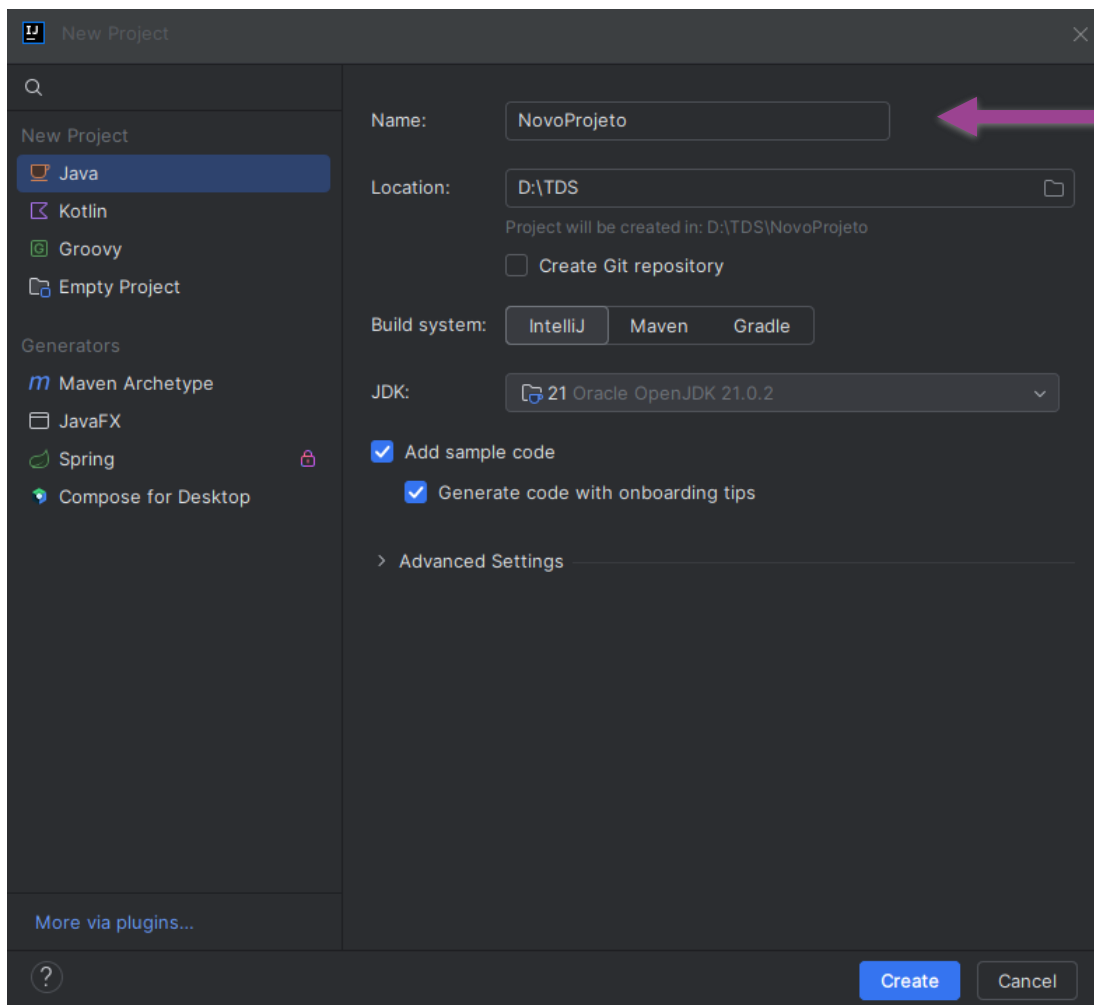 New Project
New Project
Java
Kotlin
Groovy
Empty Project
Generators
Maven Archetype
JavaFX
Spring
Compose for Desktop
More via plugins...
Name: NovoProjeto
Location: D:\TDS
Project will be created in: D:\TDS\NovoProjeto
Create Git repository
Build system: IntelliJ Maven Gradle
JDK: 21 Oracle OpenJDK 21.0.2
Add sample code
Generate code with onboarding tips
Advanced Settings
? Create Cancel